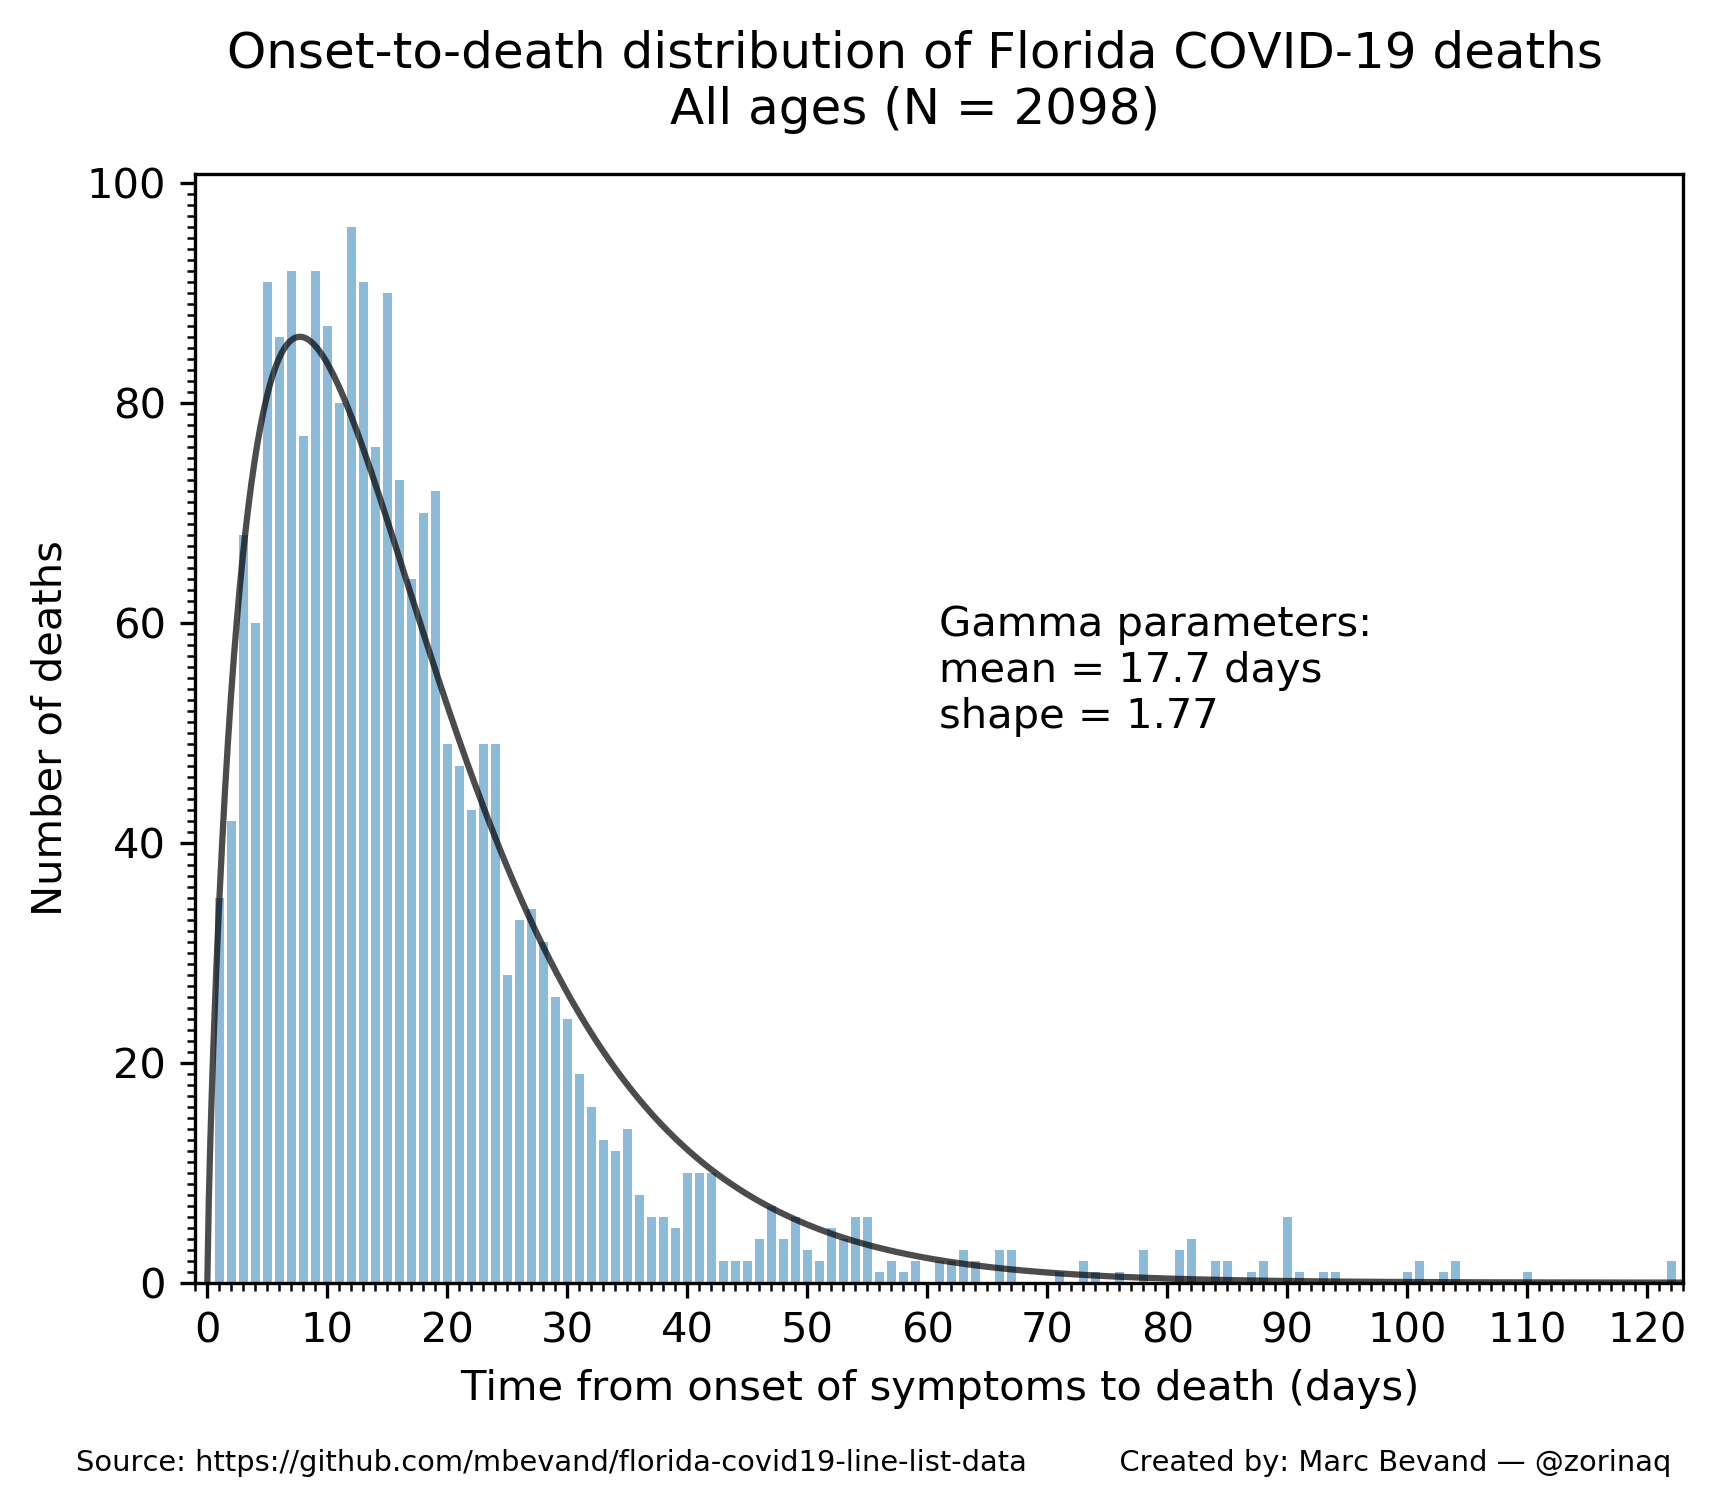 Onset-to-death distribution of Florida COVID-19 deaths
All ages (N = 2098)
100
80
60
40
20
0
Number of deaths
Gamma parameters:
mean = 17.7 days
shape = 1.77
0 10 20 30 40 50 60 70 80 90 100 110 120
Time from onset of symptoms to death (days)
Source: https://github.com/mbevand/florida-covid19-line-list-data Created by: Marc Bevand — @zorinaq